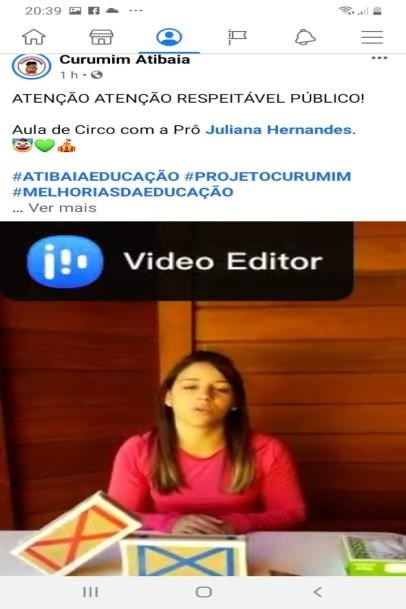 20:39
Curumim Atibaia
1 h
ATENÇÃO ATENÇÃO RESPEITÁVEL PÚBLICO!
Aula de Circo com a Prô Juliana Hernandes.
#ATIBAIAEDUCAÇÃO #PROJETOCURUMIM
#MELHORIASDAEDUCAÇÃO
... Ver mais
Video Editor